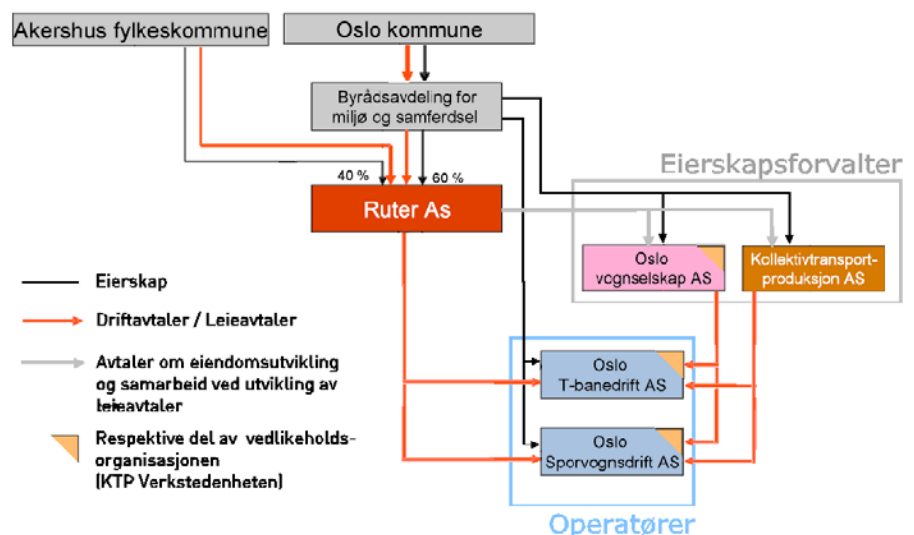 Akershus fylkeskommune
Oslo kommune
Byrådsavdeling for
miljø og samferdsel
40 %
60 %
Ruter As
Eierskapsforvalter
Oslo
vognselskap AS
Kollektivtransport-
produksjon AS
Eierskap
Driftavtaler / Leieavtaler
Avtaler om eiendomsutvikling
og samarbeid ved utvikling av
leieavtaler
Respektive del av vedlikeholds-
organisasjonen
(KTP Verkstedenheten)
Oslo
T-banedrift AS
Oslo
Sporvognsdrift AS
Operatører